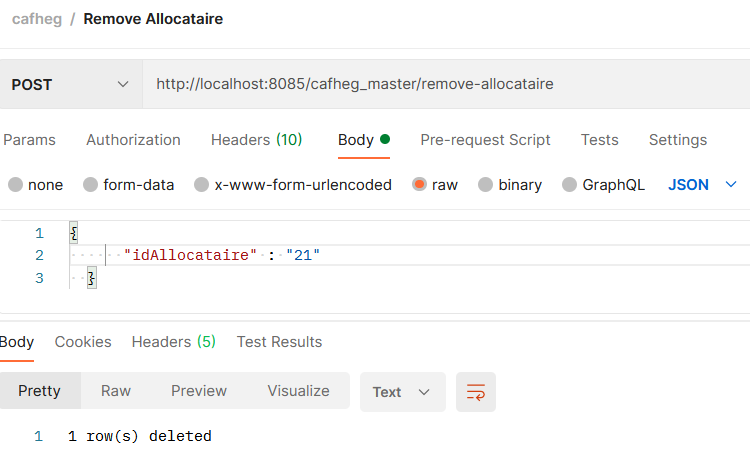 cafheg / Remove Allocataire
POST http://localhost:8085/cafheg_master/remove-allocataire
Params Authorization Headers (10) Body Pre-request Script Tests Settings
none form-data x-www-form-urlencoded raw binary GraphQL JSON
1 {
2 "idAllocataire" : "21"
3 }
Body Cookies Headers (5) Test Results
Pretty Raw Preview Visualize Text
1 1 row(s) deleted